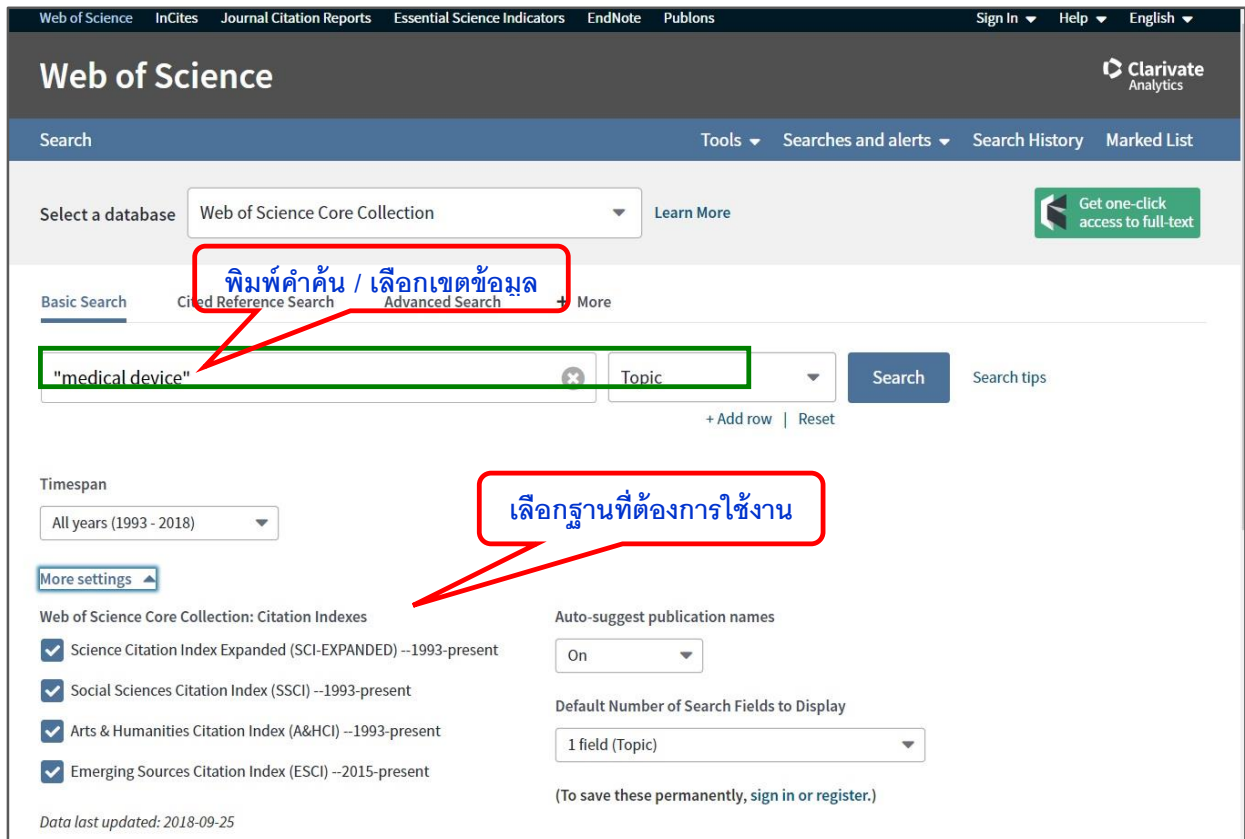 Web of Science InCites Journal Citation Reports Essential Science Indicators EndNote Publons Sign In Help English
Web of Science
Clarivate
Analytics
Search Tools Searches and alerts Search History Marked List
Select a database Web of Science Core Collection Learn More
Get one-click
access to full-text
พิมพ์คำค้น / เลือกเขตข้อมูล
Basic Search Cited Reference Search Advanced Search + More
"medical device" Topic Search Search tips
+ Add row | Reset
Timespan
เลือกฐานที่ต้องการใช้งาน
All years (1993 - 2018)
More settings
Web of Science Core Collection: Citation Indexes
Science Citation Index Expanded (SCI-EXPANDED) --1993-present
Social Sciences Citation Index (SSCI) --1993-present
Arts & Humanities Citation Index (A&HCI) --1993-present
Emerging Sources Citation Index (ESCI) --2015-present
Data last updated: 2018-09-25
Auto-suggest publication names
On
Default Number of Search Fields to Display
1 field (Topic)
(To save these permanently, sign in or register.)